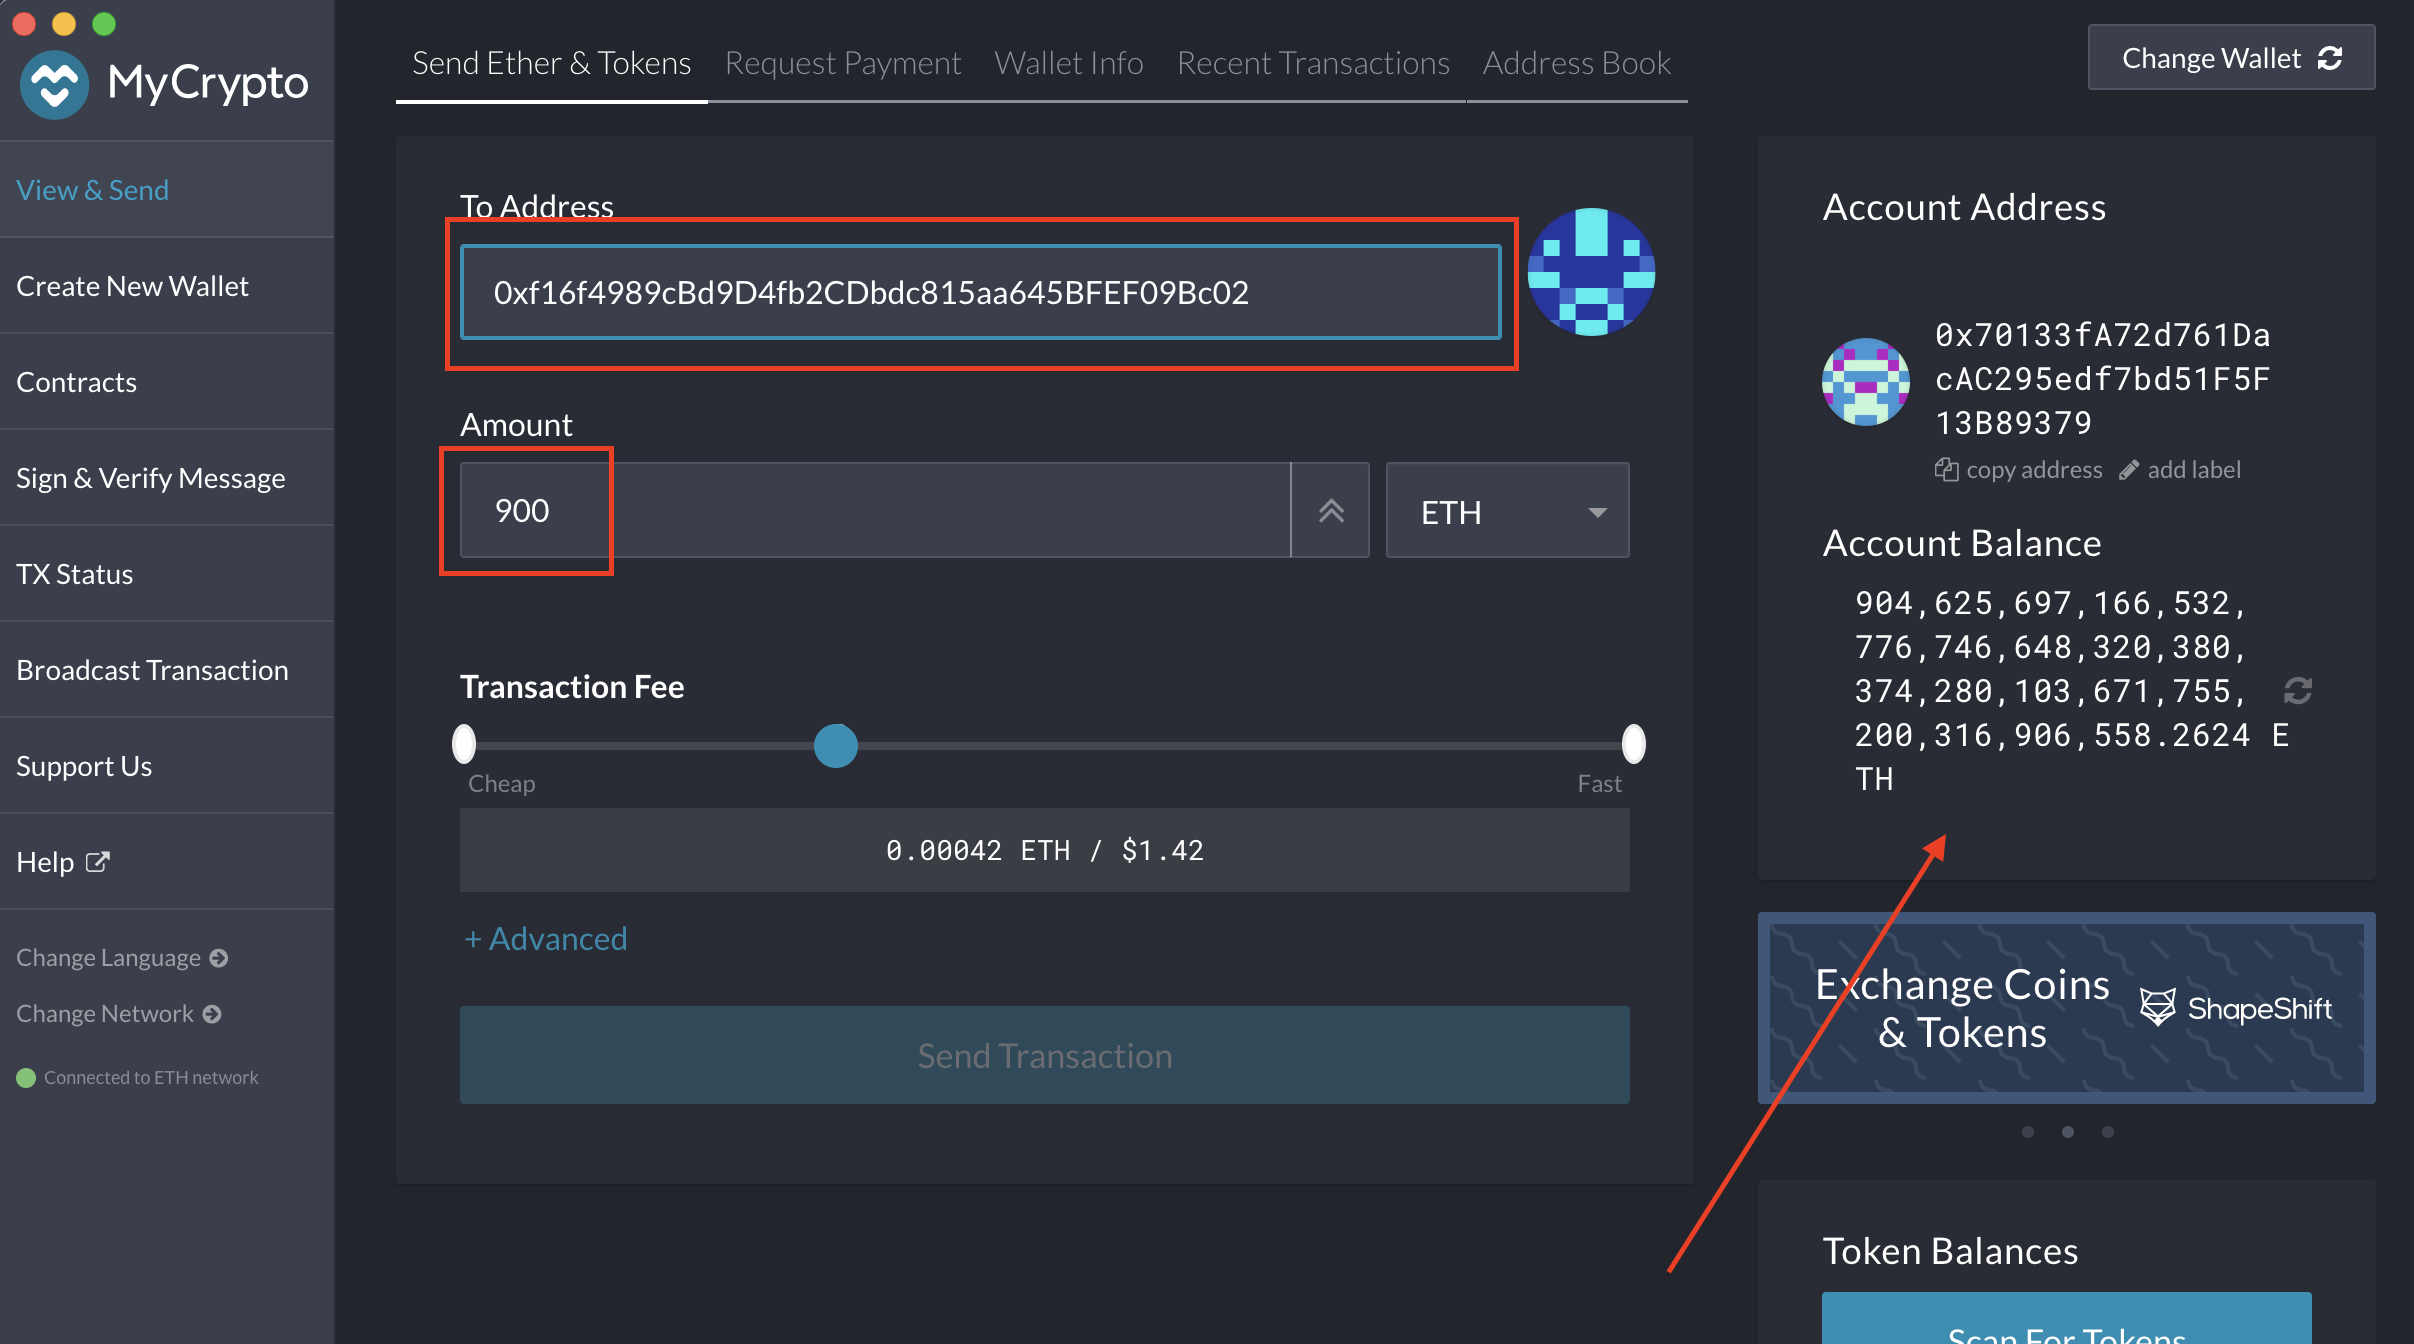 MyCrypto
View & Send
Create New Wallet
Contracts
Sign & Verify Message
TX Status
Broadcast Transaction
Support Us
Help
Change Language
Change Network
Connected to ETH network
Send Ether & Tokens
Request Payment
Wallet Info
Recent Transactions
Address Book
Change Wallet
To Address
0xf16f4989cBd9D4fb2CDbdc815aa645BFEF09Bc02
Amount
900
ETH
Transaction Fee
Cheap
Fast
0.00042 ETH / $1.42
+ Advanced
Send Transaction
Account Address
0x70133fA72d761Da
cAC295edf7bd51F5F
13B89379
copy address
add label
Account Balance
904,625,697,166,532,
776,746,648,320,380,
374,280,103,671,755,
200,316,906,558.2624 E
TH
Exchange Coins
& Tokens
ShapeShift
Token Balances
Scan For Tokens